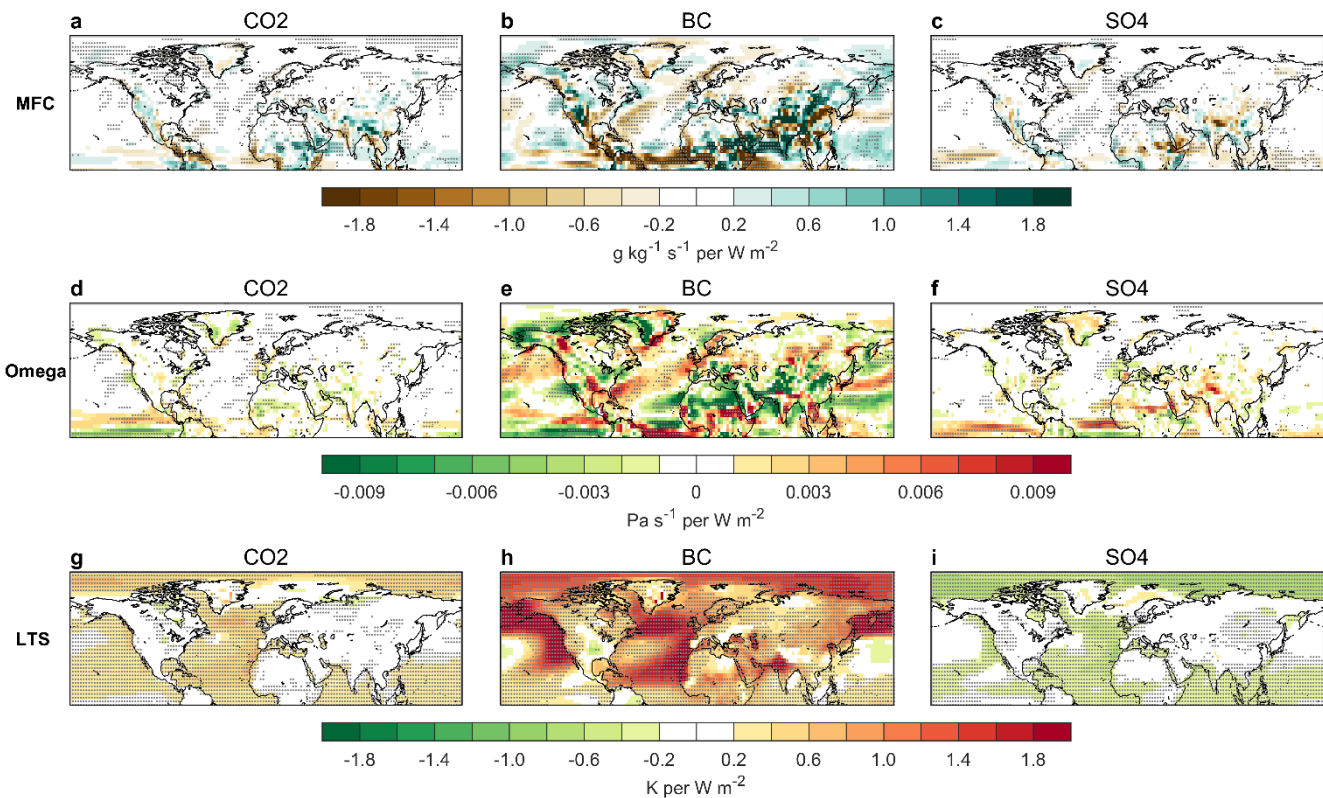 a CO2 b BC c SO4
MFC
-1.8 -1.4 -1.0 -0.6 -0.2 0.2 0.6 1.0 1.4 1.8
g kg⁻¹ s⁻¹ per W m⁻²
d CO2 e BC f SO4
Omega
-0.009 -0.006 -0.003 0 0.003 0.006 0.009
Pa s⁻¹ per W m⁻²
g CO2 h BC i SO4
LTS
-1.8 -1.4 -1.0 -0.6 -0.2 0.2 0.6 1.0 1.4 1.8
K per W m⁻²